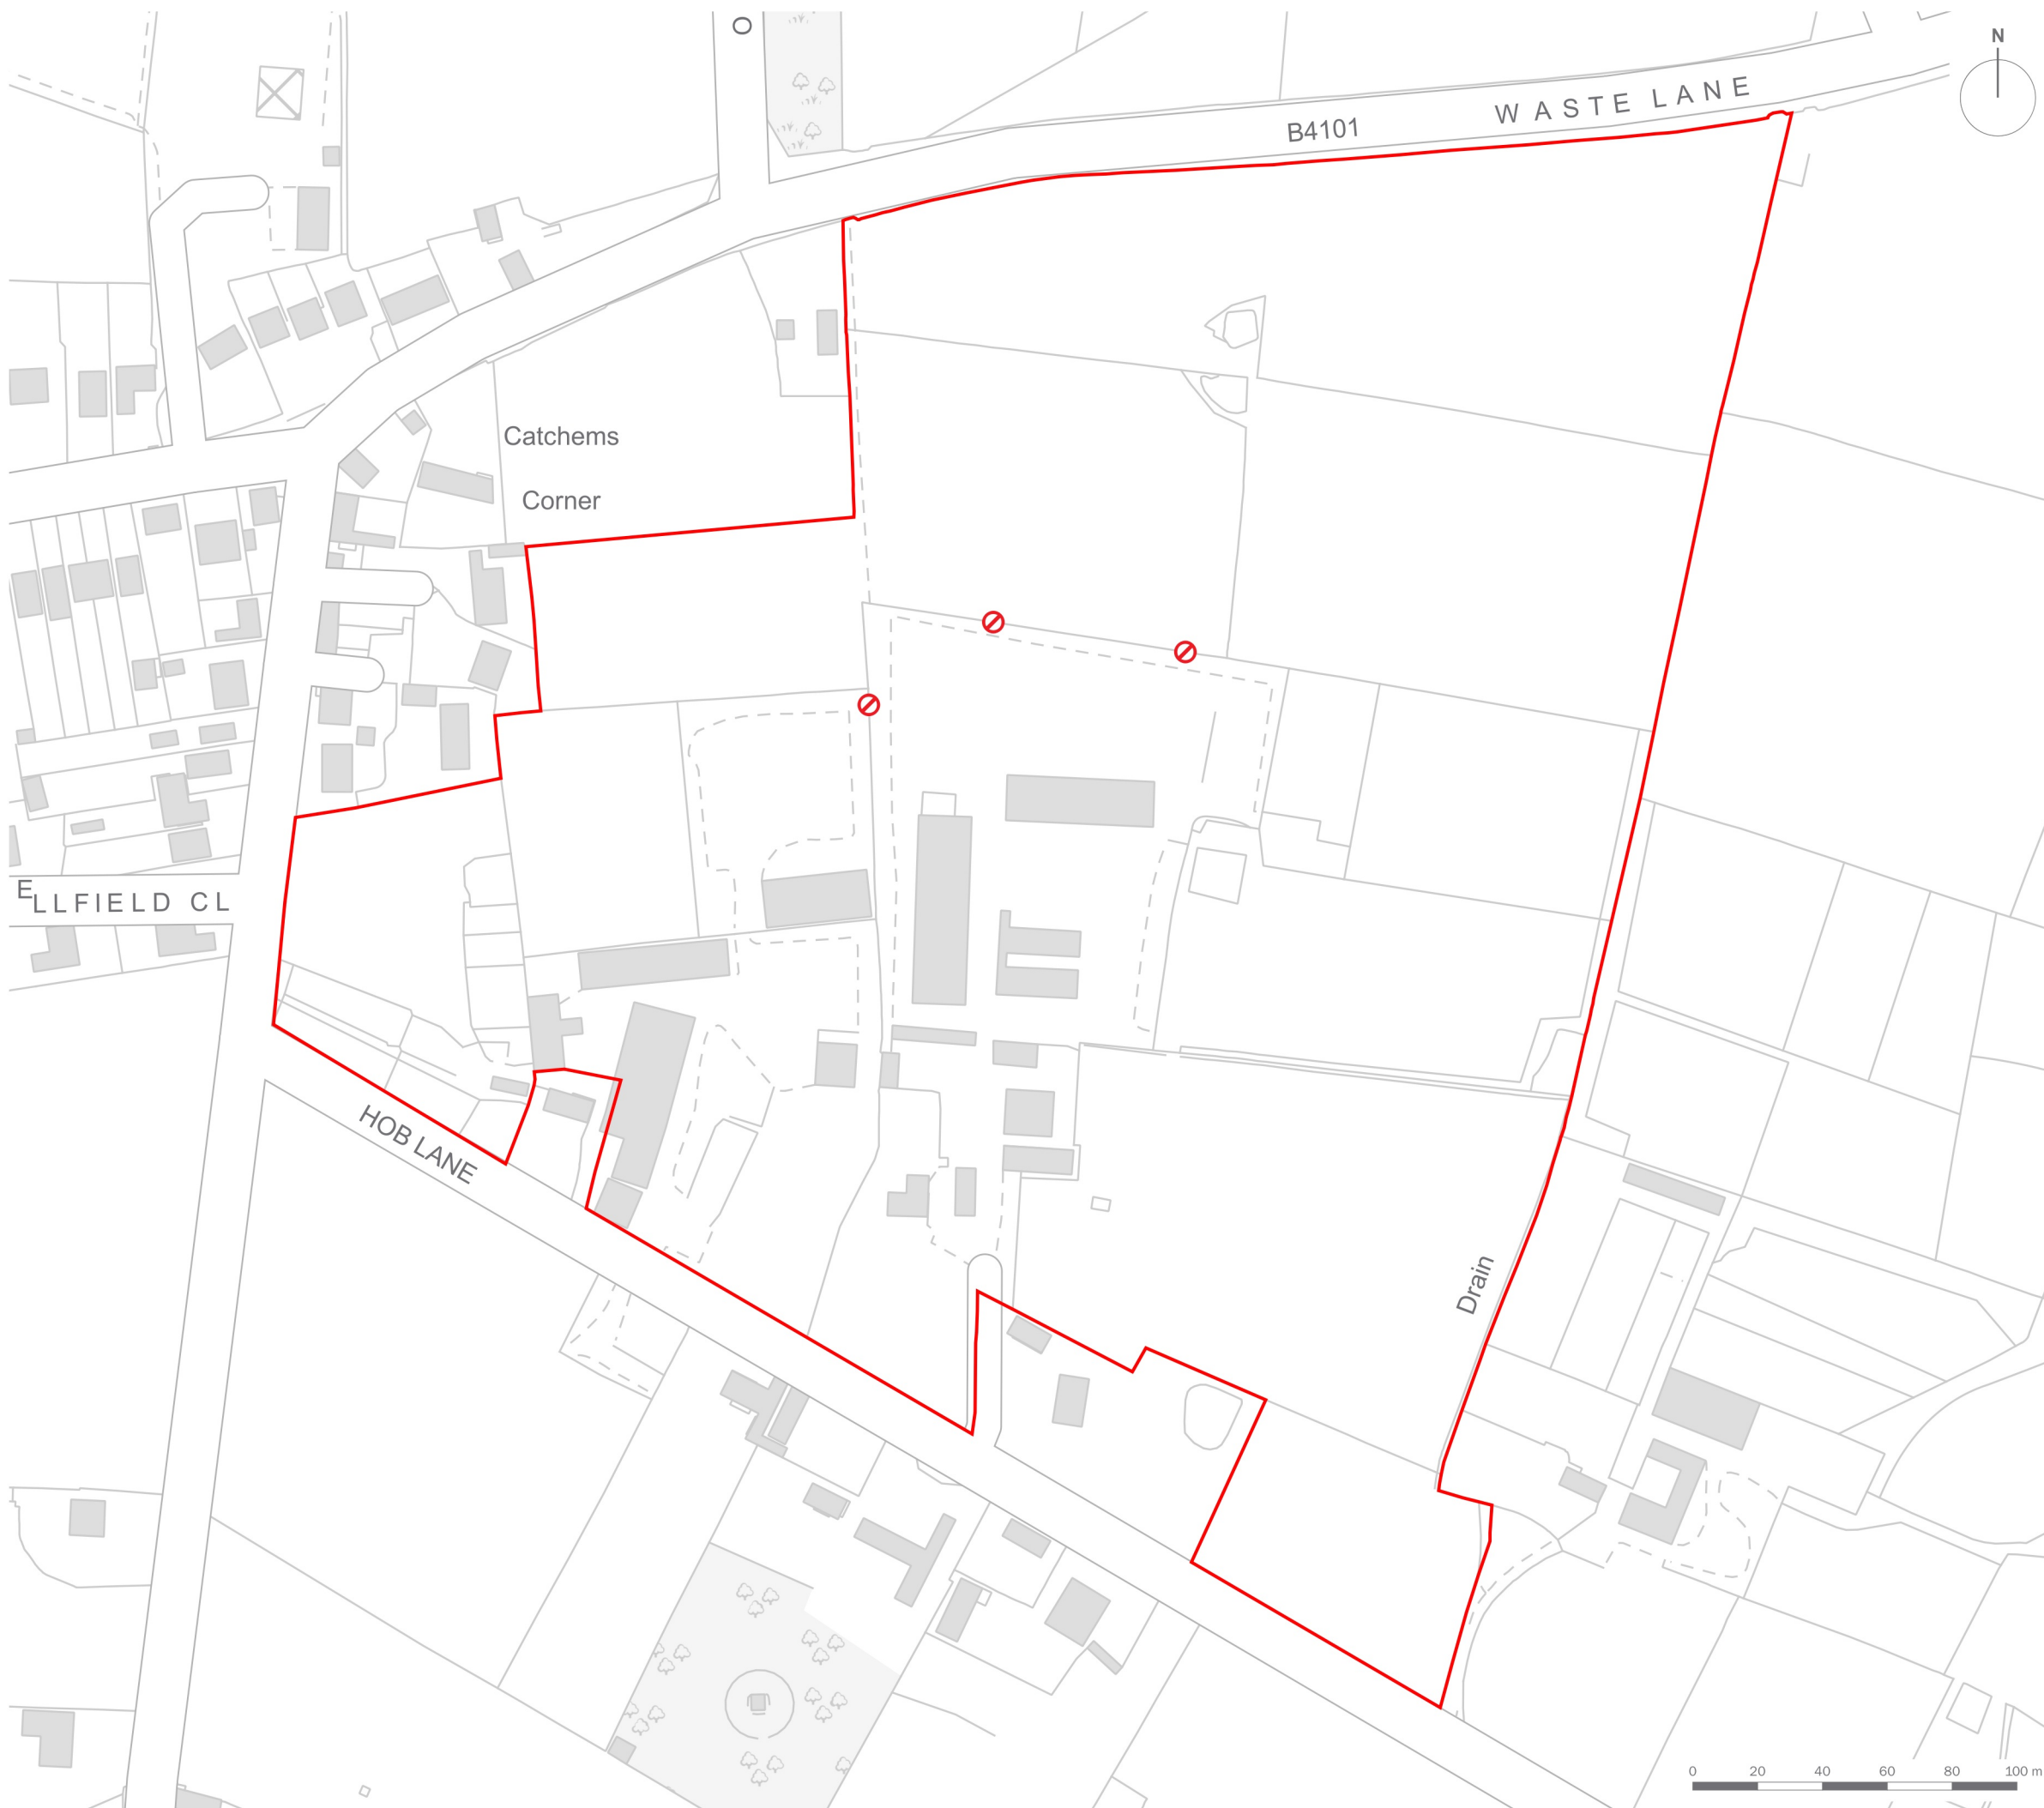 O
N
WASTE LANE
B4101
Catchems
Corner
ELLFIELD CL
HOB LANE
Drain
0 20 40 60 80 100 m